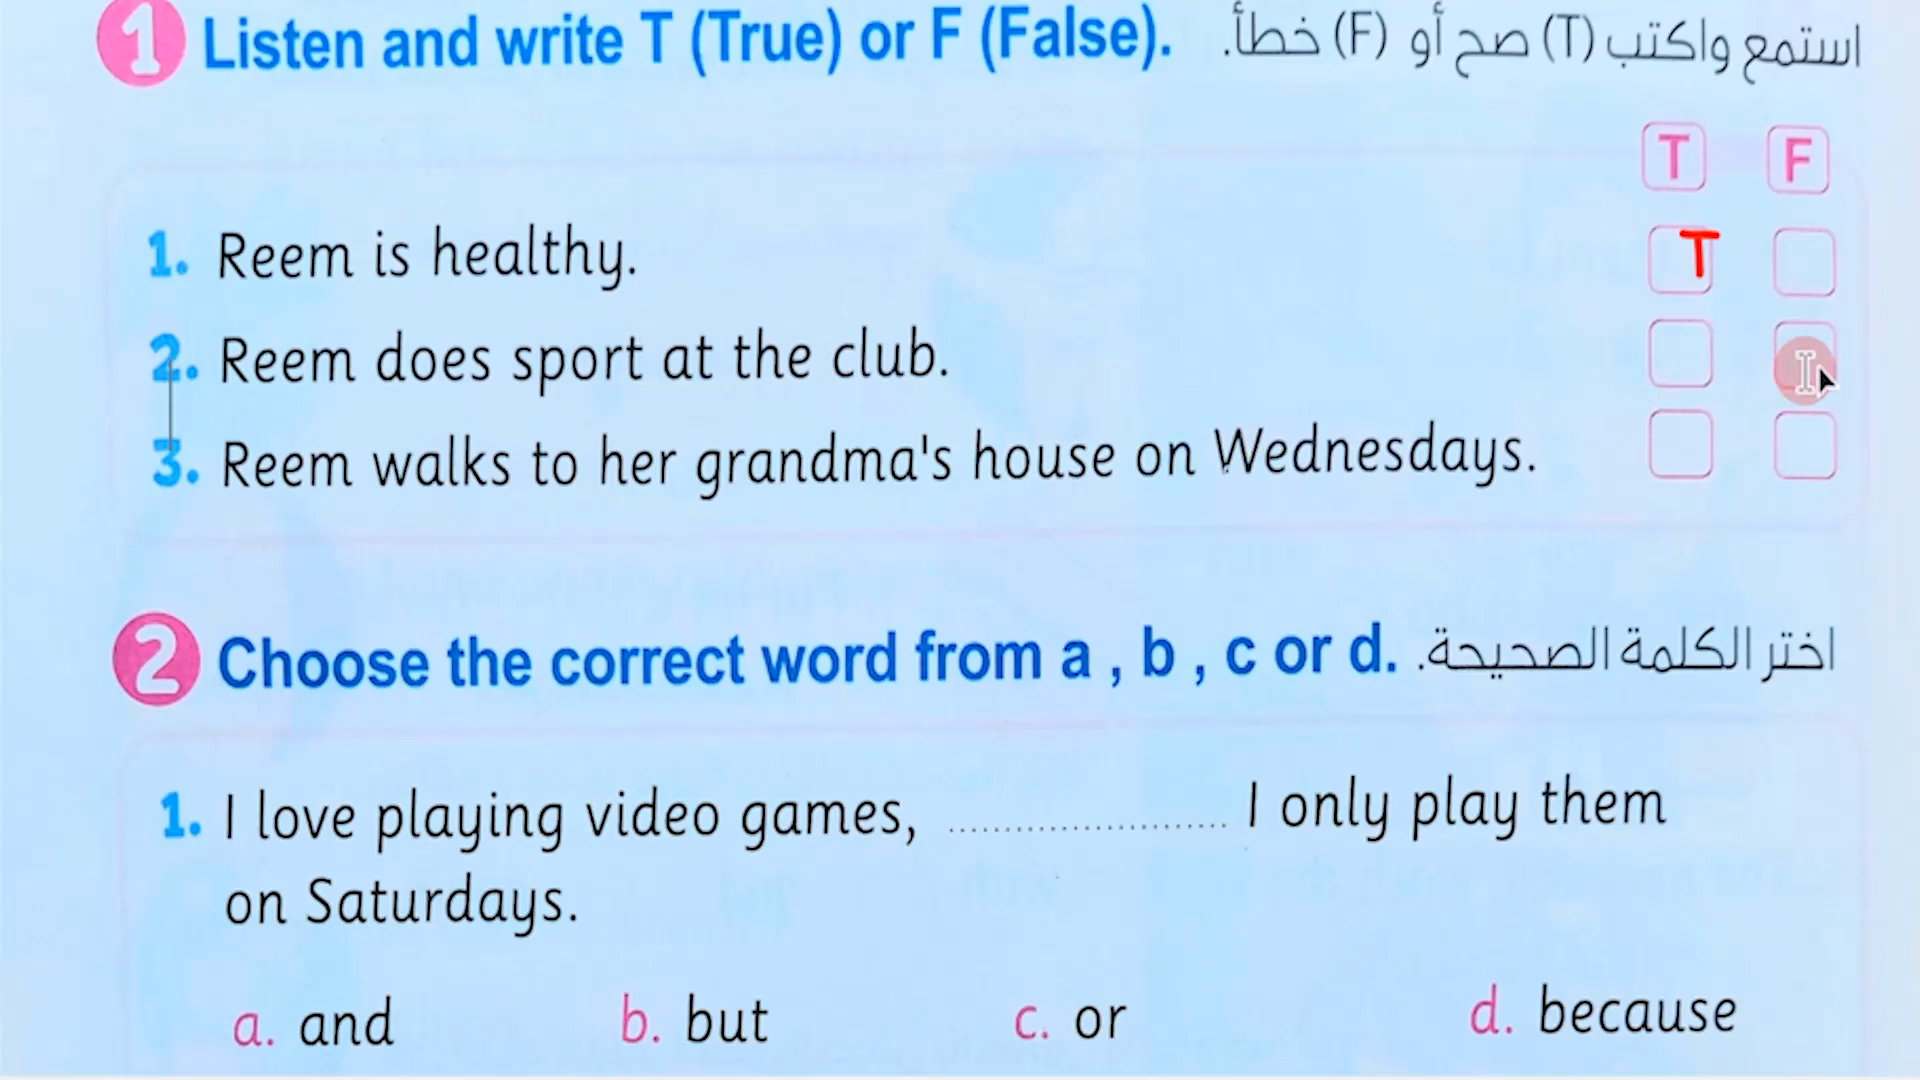 1 Listen and write T (True) or F (False). استمع واكتب (T) صح أو (F) خطأ.
T F
1. Reem is healthy. T
2. Reem does sport at the club.
3. Reem walks to her grandma's house on Wednesdays.
2 Choose the correct word from a , b , c or d. اختر الكلمة الصحيحة.
1. I love playing video games, ........................ I only play them
on Saturdays.
a. and b. but c. or d. because